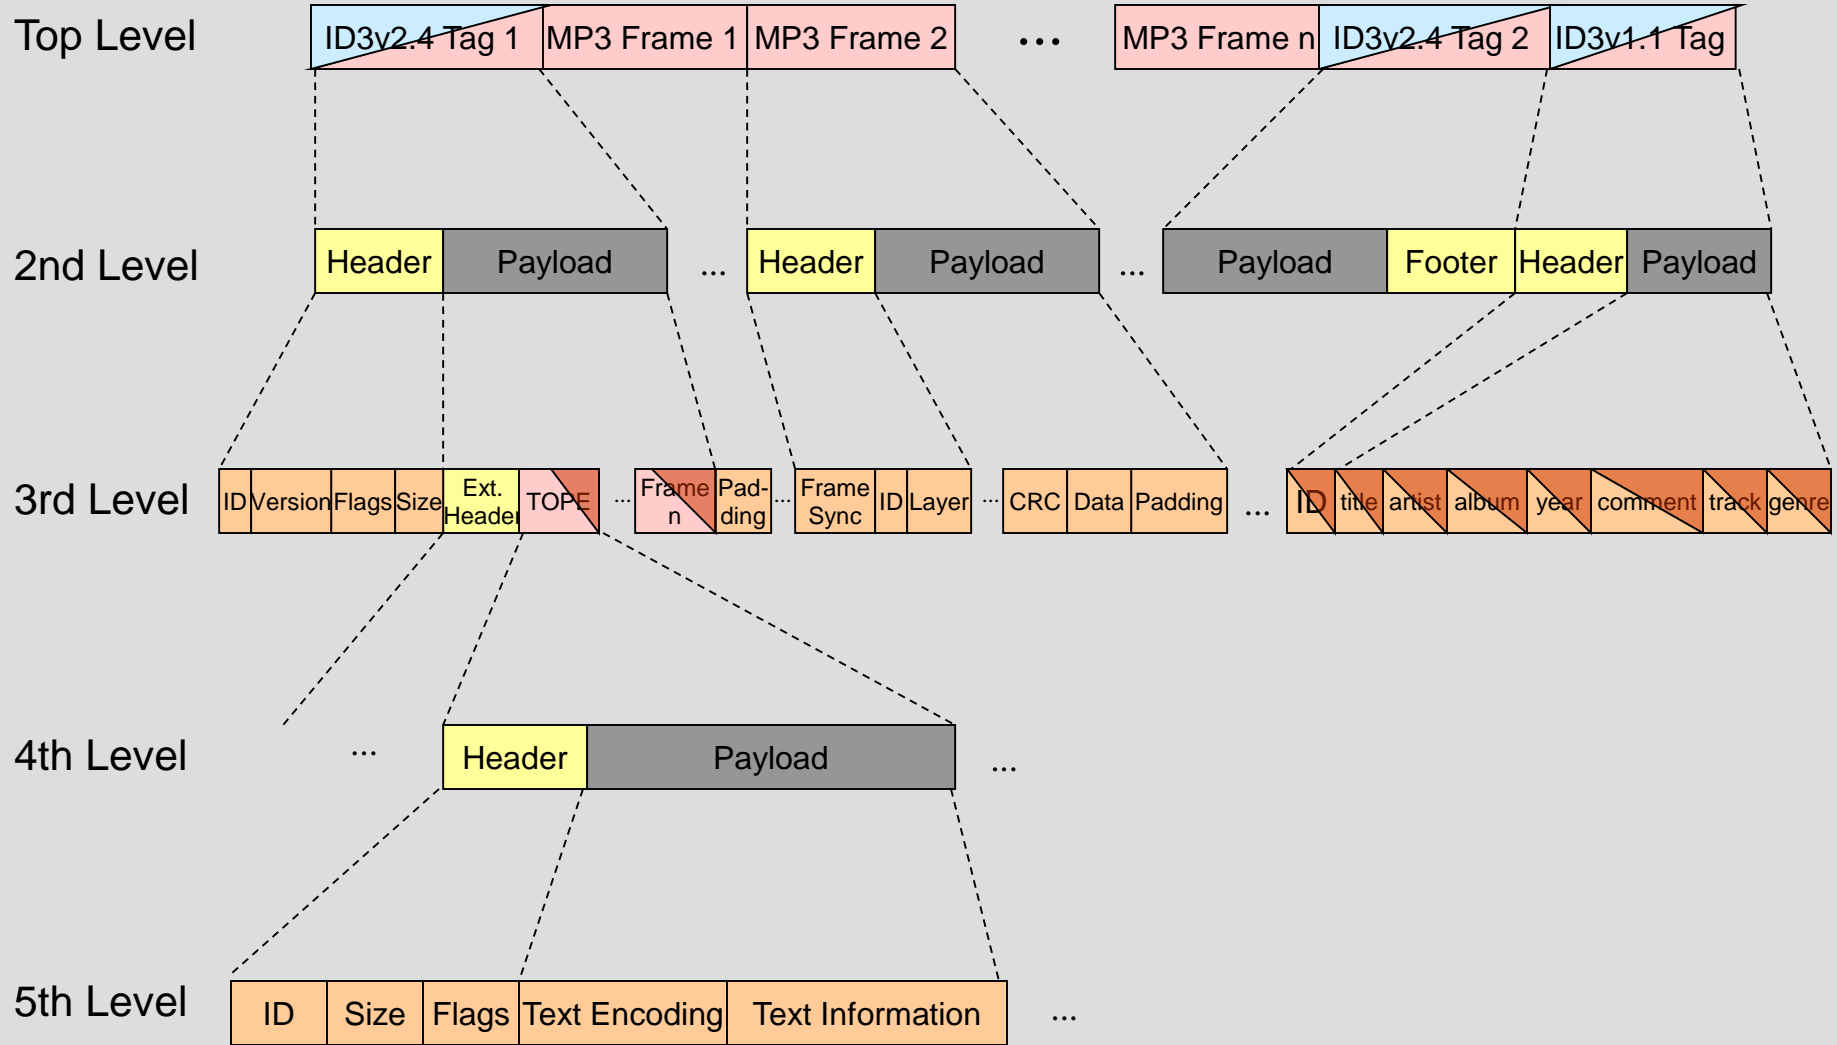 Top Level ID3v2.4 Tag 1 MP3 Frame 1 MP3 Frame 2 ... MP3 Frame n ID3v2.4 Tag 2 ID3v1.1 Tag
2nd Level Header Payload ... Header Payload ... Payload Footer Header Payload
3rd Level ID Version Flags Size Ext. Header TOPE ... Frame n Pad-ding ... Frame Sync ID Layer ... CRC Data Padding ... ID title artist album year comment track genre
4th Level ... Header Payload ...
5th Level ID Size Flags Text Encoding Text Information ...